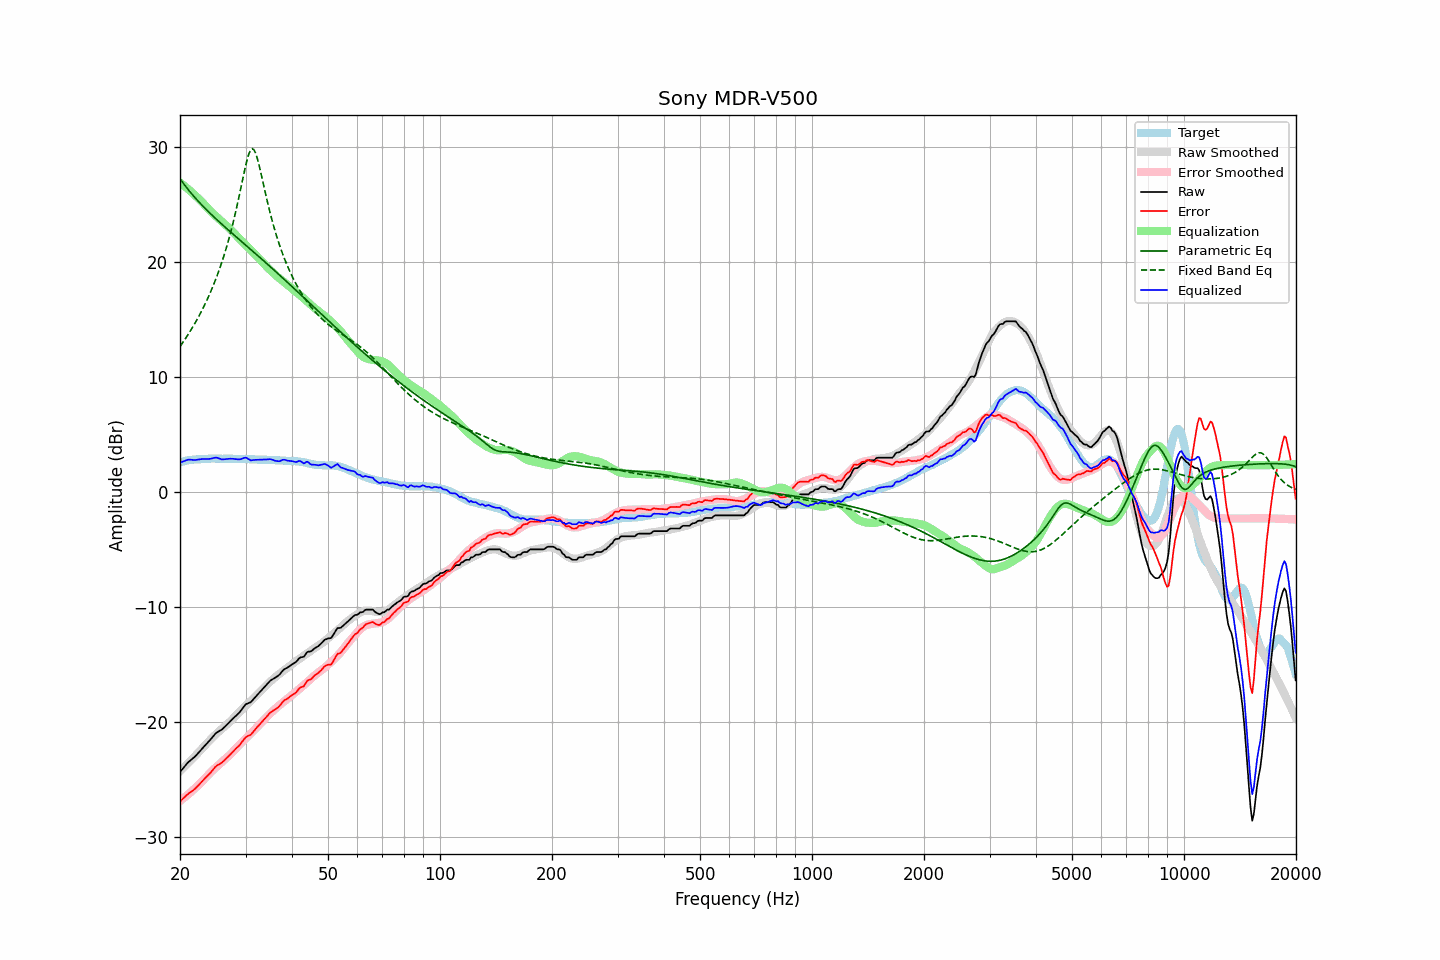 Sony MDR-V500
Amplitude (dBr)
30
20
10
0
−10
−20
−30
20
50
100
200
500
1000
2000
5000
10000
20000
Frequency (Hz)
Target
Raw Smoothed
Error Smoothed
Raw
Error
Equalization
Parametric Eq
Fixed Band Eq
Equalized